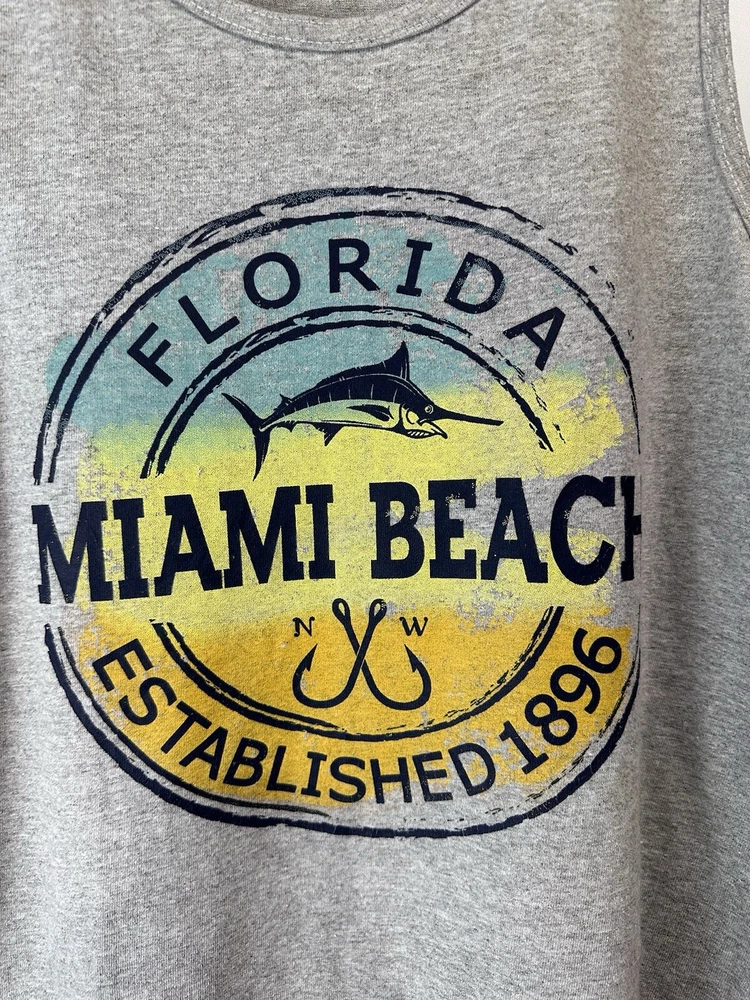 FLORIDA
MIAMI BEACH
N W
ESTABLISHED 1896